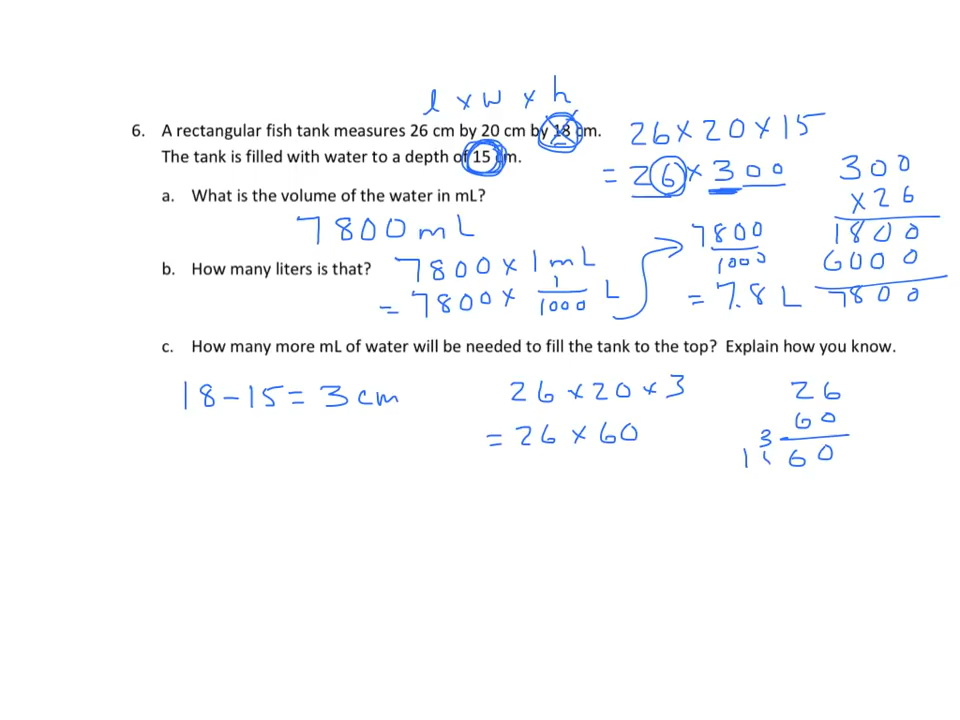 l × w × h
6. A rectangular fish tank measures 26 cm by 20 cm by 18 cm.
The tank is filled with water to a depth of 15 cm.
26 × 20 × 15
= 26 × 300
300
× 26
1800
6000
7800
a. What is the volume of the water in mL?
7800 mL
b. How many liters is that?
7800 × 1 mL
= 7800 × 1/1000 L
7800/1000
= 7.8 L
c. How many more mL of water will be needed to fill the tank to the top? Explain how you know.
18 - 15 = 3 cm
26 × 20 × 3
= 26 × 60
26
60
3
60